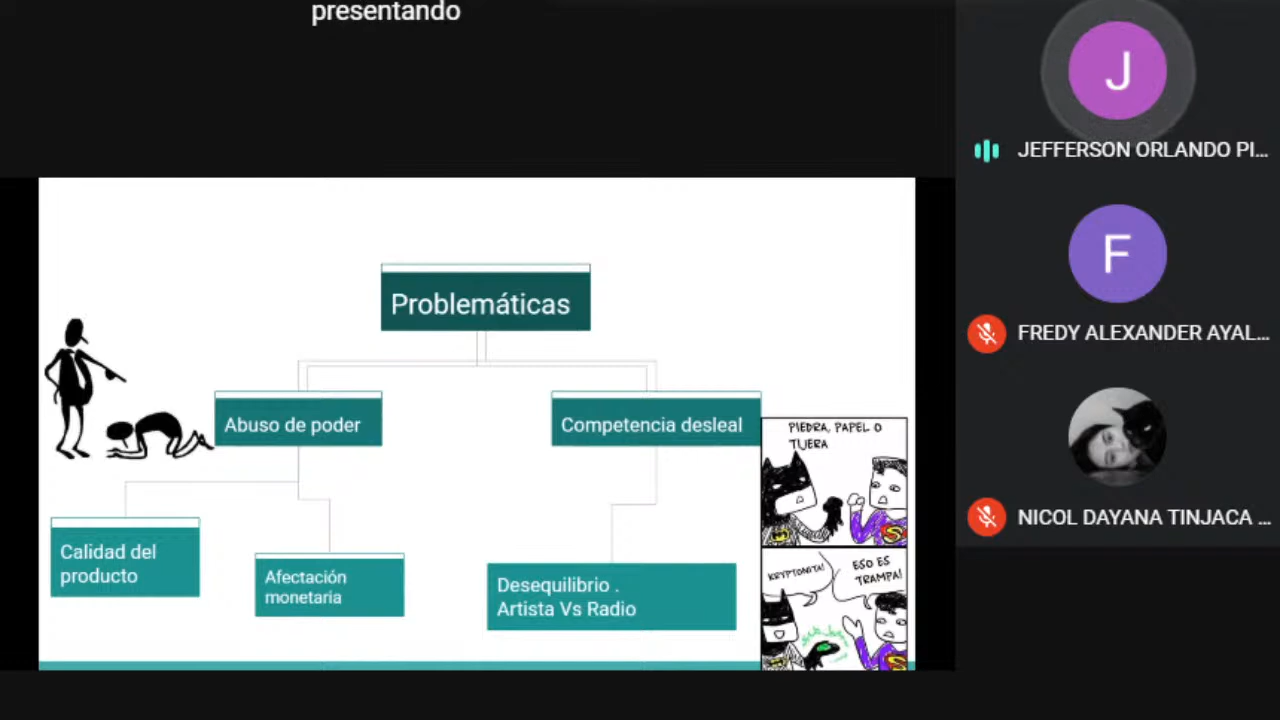 presentando
Problemáticas
Abuso de poder
Competencia desleal
Calidad del
producto
Afectación
monetaria
Desequilibrio .
Artista Vs Radio
PIEDRA, PAPEL O
TIJERA
KRYPTONITA!
ESO ES
TRAMPA!
J
JEFFERSON ORLANDO PI...
F
FREDY ALEXANDER AYAL...
NICOL DAYANA TINJACA ...